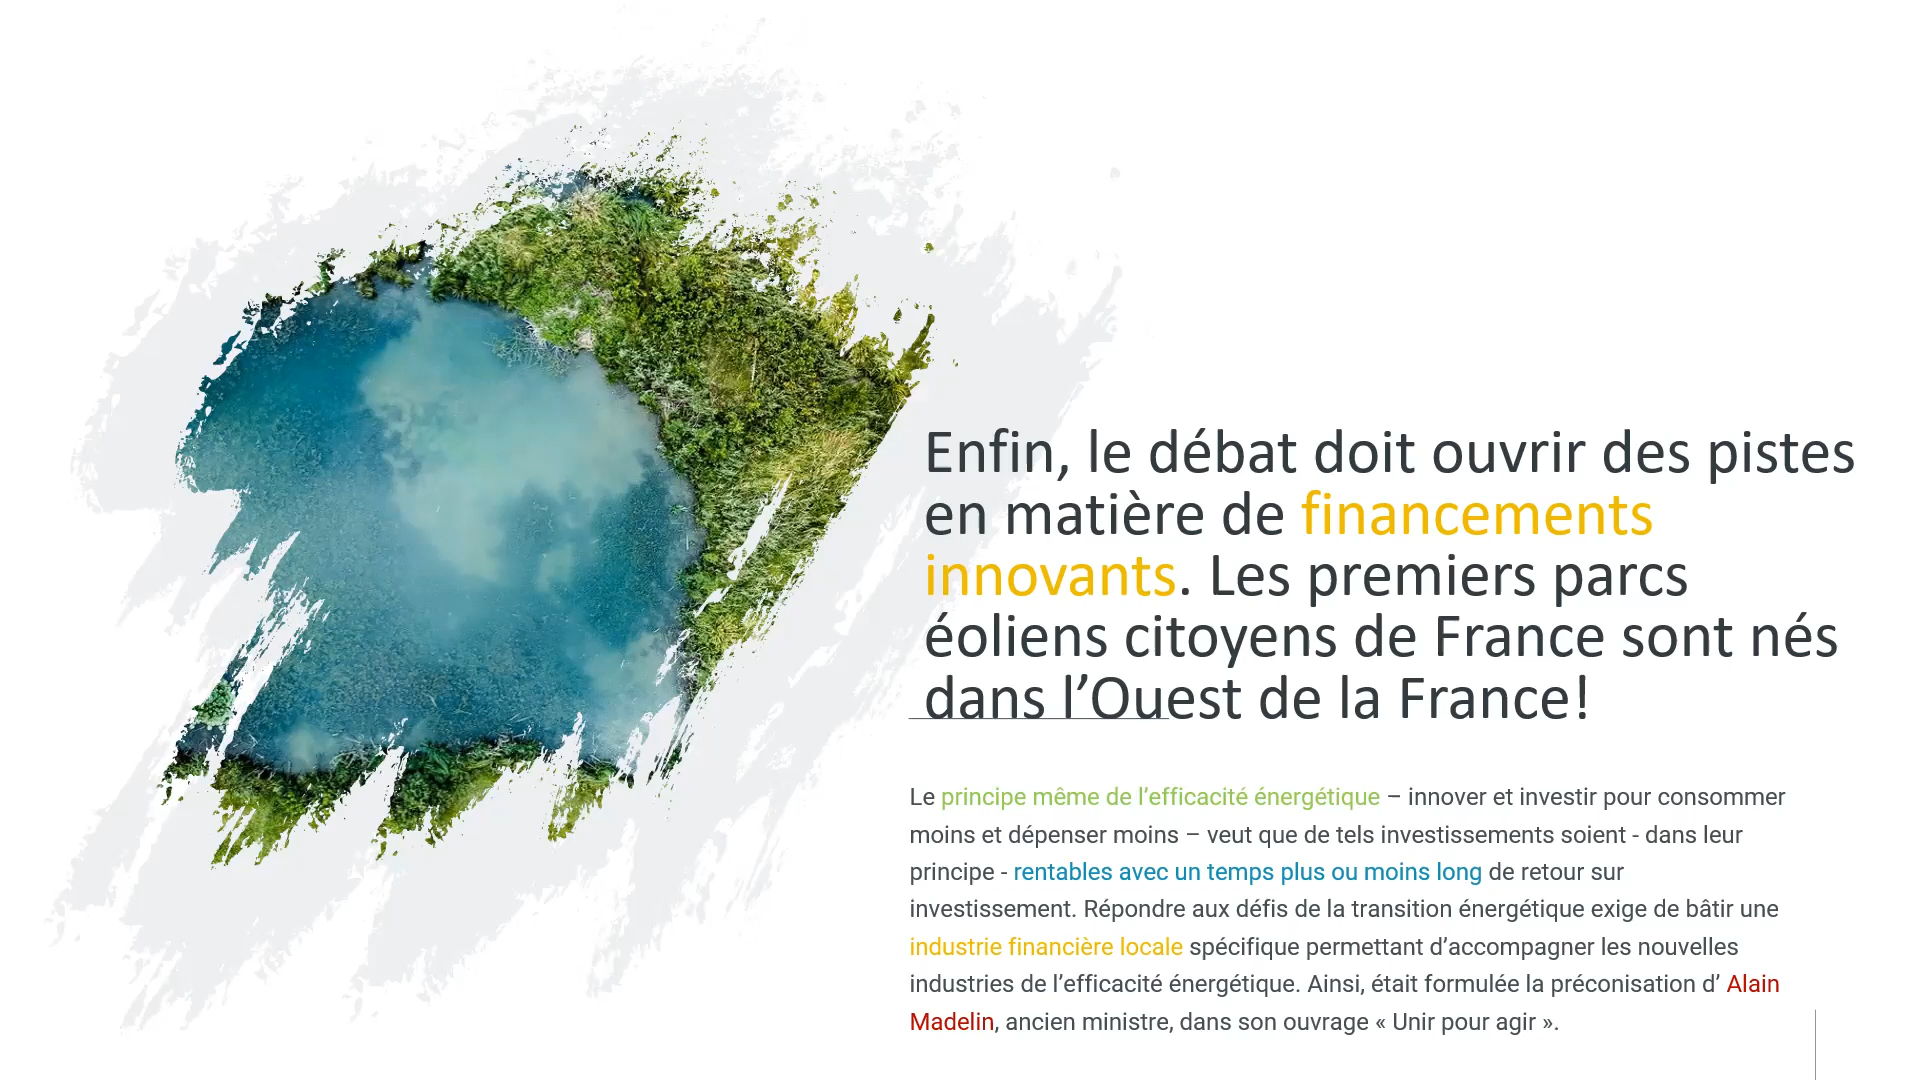 Enfin, le débat doit ouvrir des pistes
en matière de financements
innovants. Les premiers parcs
éoliens citoyens de France sont nés
dans l’Ouest de la France!
Le principe même de l’efficacité énergétique – innover et investir pour consommer
moins et dépenser moins – veut que de tels investissements soient - dans leur
principe - rentables avec un temps plus ou moins long de retour sur
investissement. Répondre aux défis de la transition énergétique exige de bâtir une
industrie financière locale spécifique permettant d’accompagner les nouvelles
industries de l’efficacité énergétique. Ainsi, était formulée la préconisation d’ Alain
Madelin, ancien ministre, dans son ouvrage « Unir pour agir ».